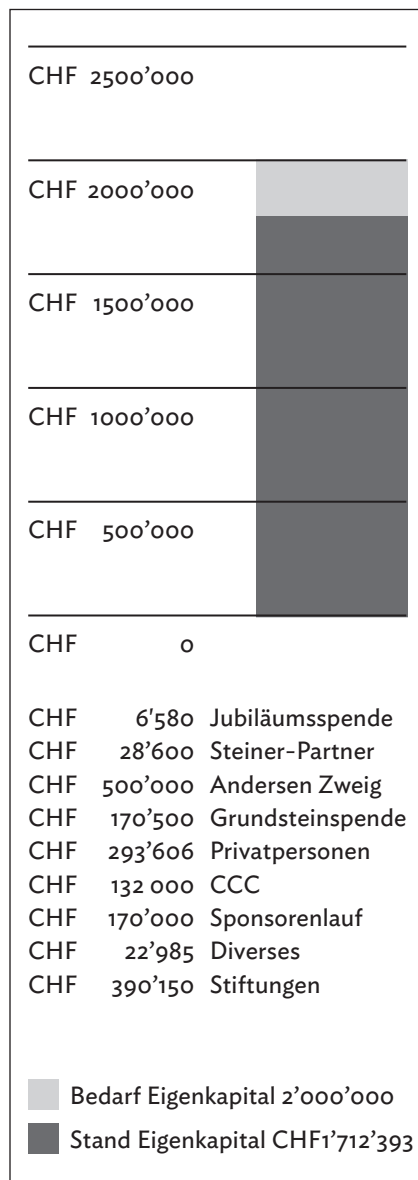 CHF 2500’000
CHF 2000’000
CHF 1500’000
CHF 1000’000
CHF 500’000
CHF 0
CHF 6'580 Jubiläumsspende
CHF 28’600 Steiner-Partner
CHF 500’000 Andersen Zweig
CHF 170’500 Grundsteinspende
CHF 293’606 Privatpersonen
CHF 132 000 CCC
CHF 170’000 Sponsorenlauf
CHF 22’985 Diverses
CHF 390’150 Stiftungen
Bedarf Eigenkapital 2’000’000
Stand Eigenkapital CHF1’712’393